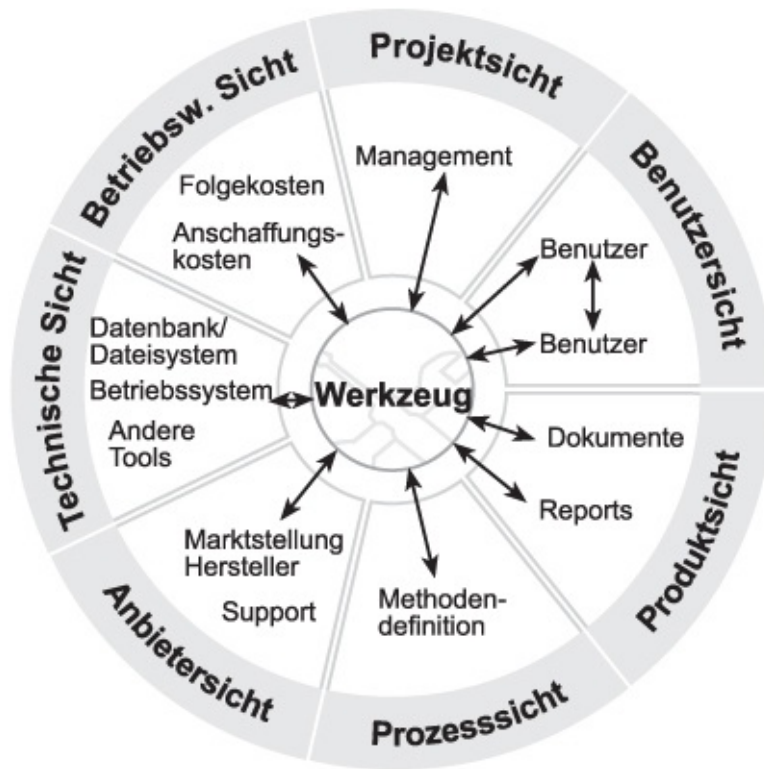 Projektsicht
Management
Benutzersicht
Benutzer
Benutzer
Produktsicht
Dokumente
Reports
Prozesssicht
Methoden-
definition
Anbietersicht
Marktstellung
Hersteller
Support
Technische Sicht
Datenbank/
Dateisystem
Betriebssystem
Andere
Tools
Betriebsw. Sicht
Folgekosten
Anschaffungs-
kosten
Werkzeug